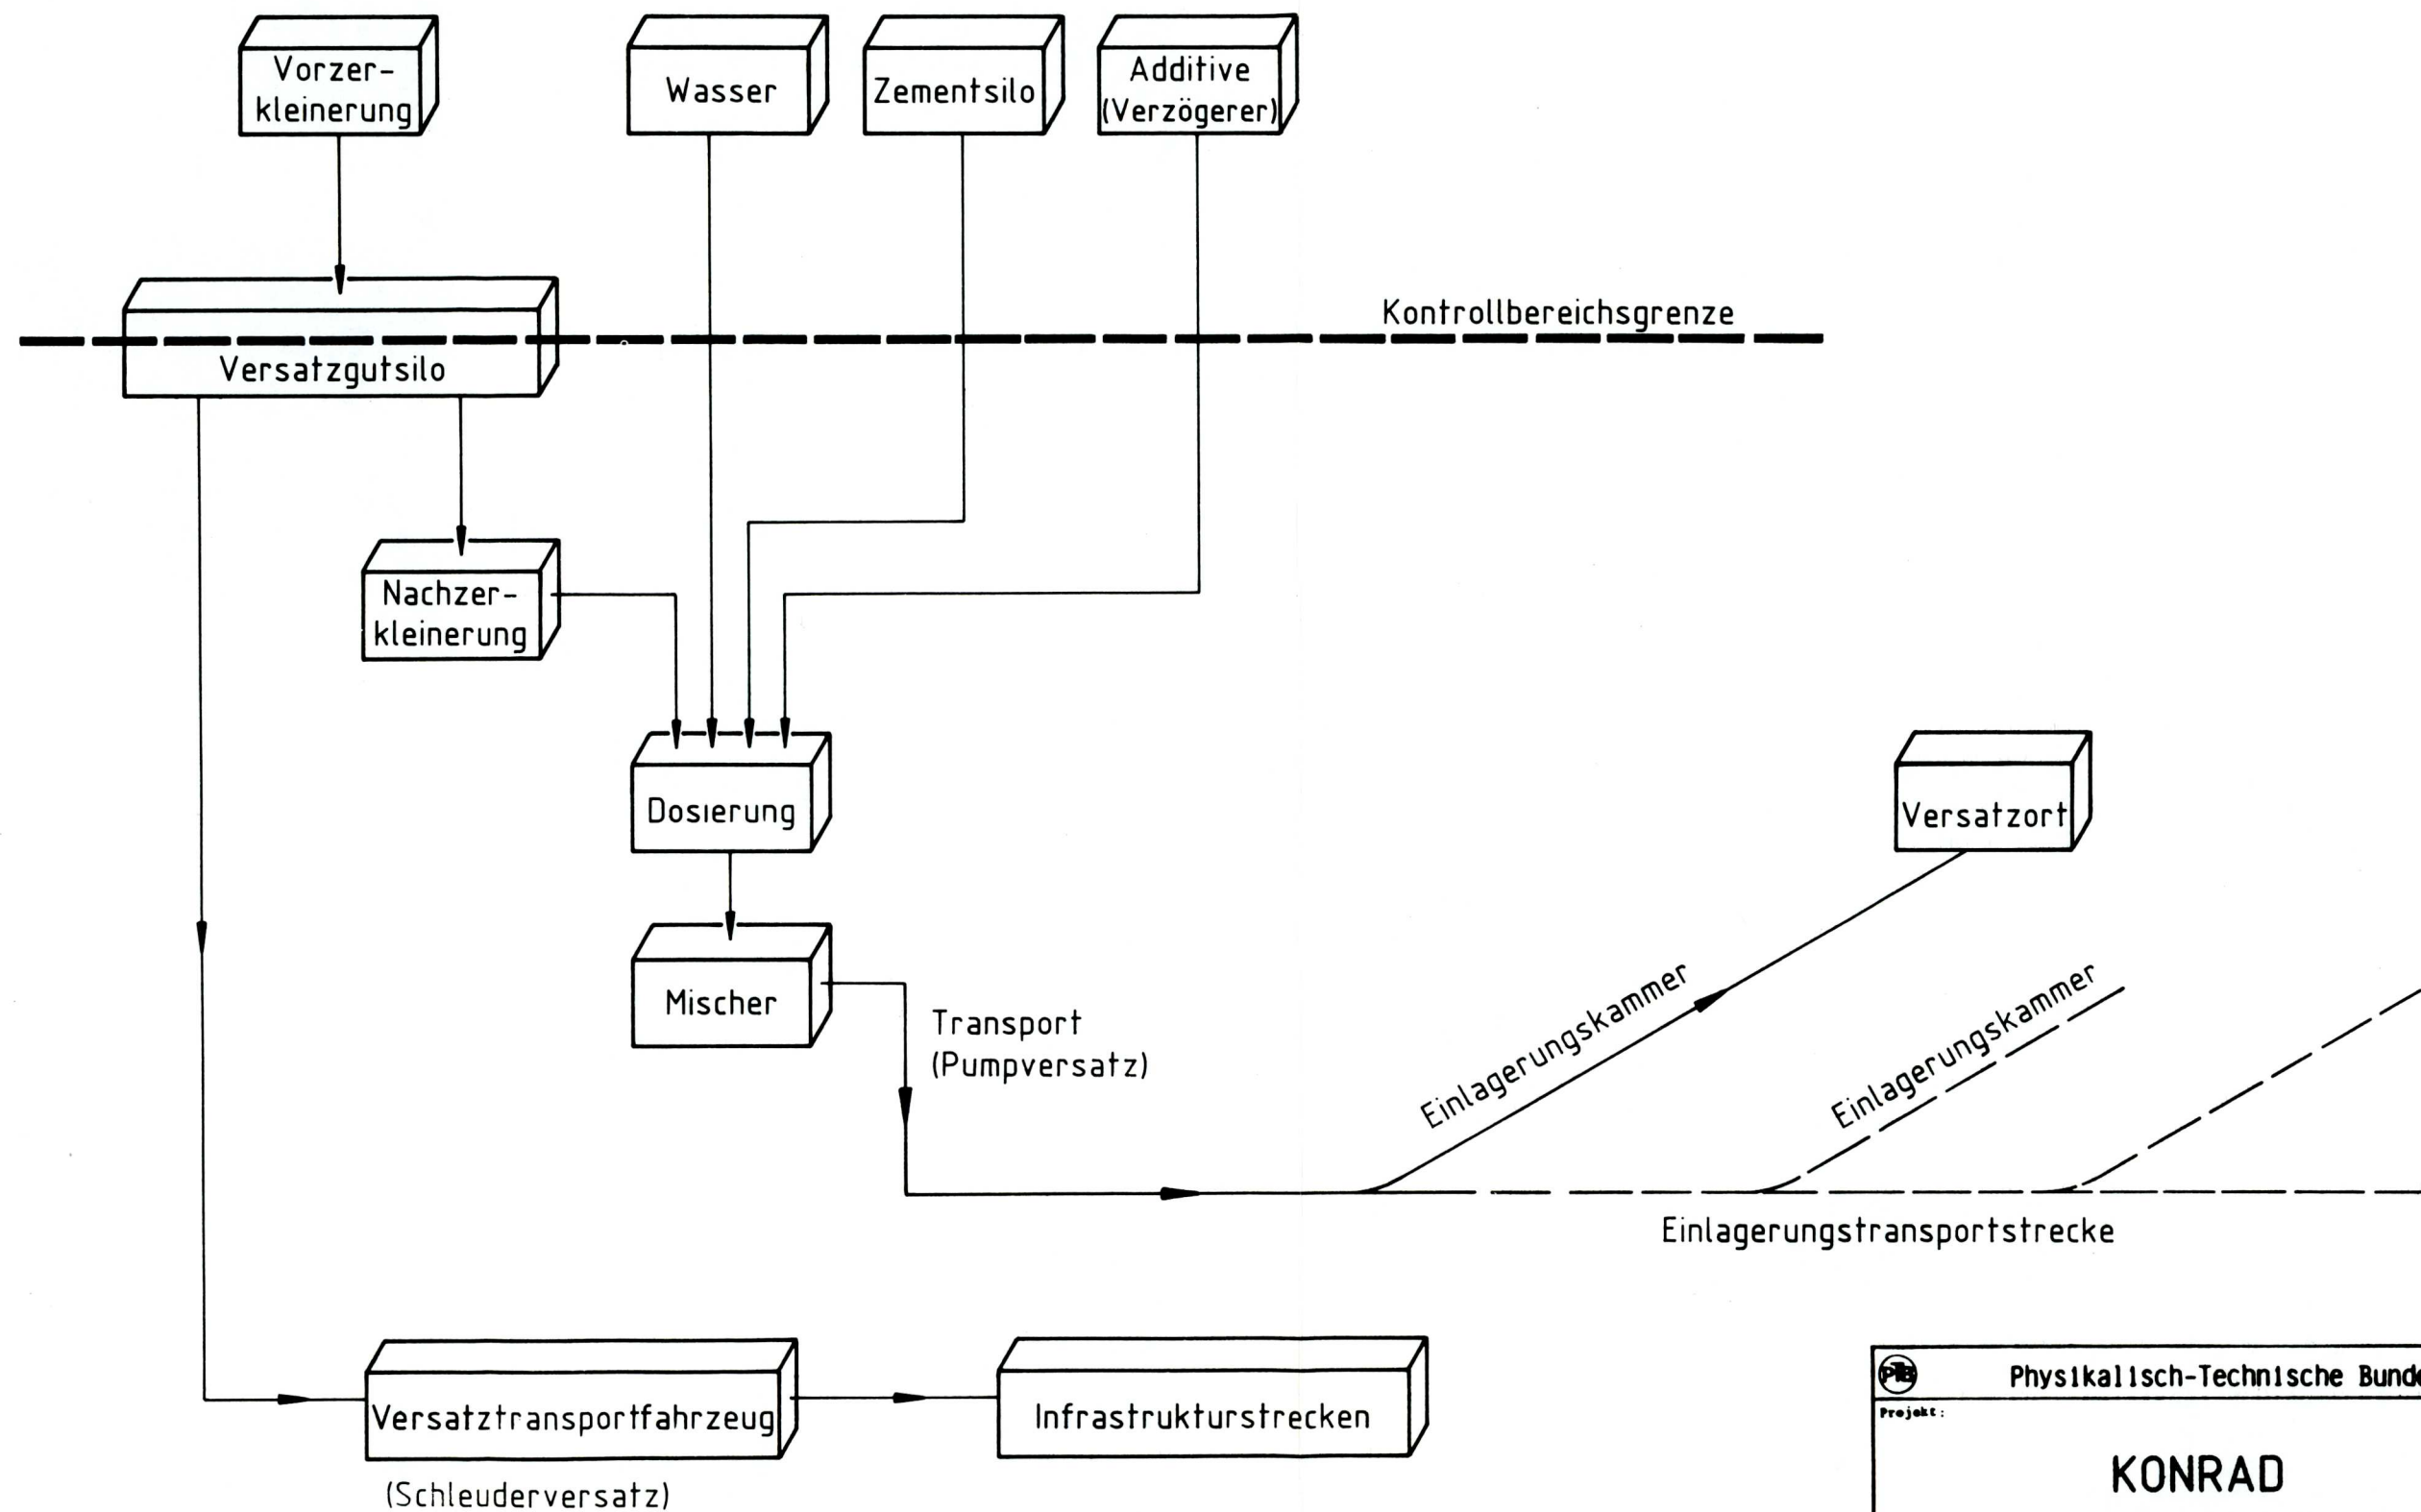 Vorzer-
kleinerung
Wasser
Zementsilo
Additive
(Verzögerer)
Kontrollbereichsgrenze
Versatzgutsilo
Nachzer-
kleinerung
Dosierung
Versatzort
Mischer
Transport
(Pumpversatz)
Einlagerungskammer
Einlagerungskammer
Einlagerungstransportstrecke
Versatztransportfahrzeug
(Schleuderversatz)
Infrastrukturstrecken
PTB
Physikalisch-Technische Bunde
Projekt:
KONRAD